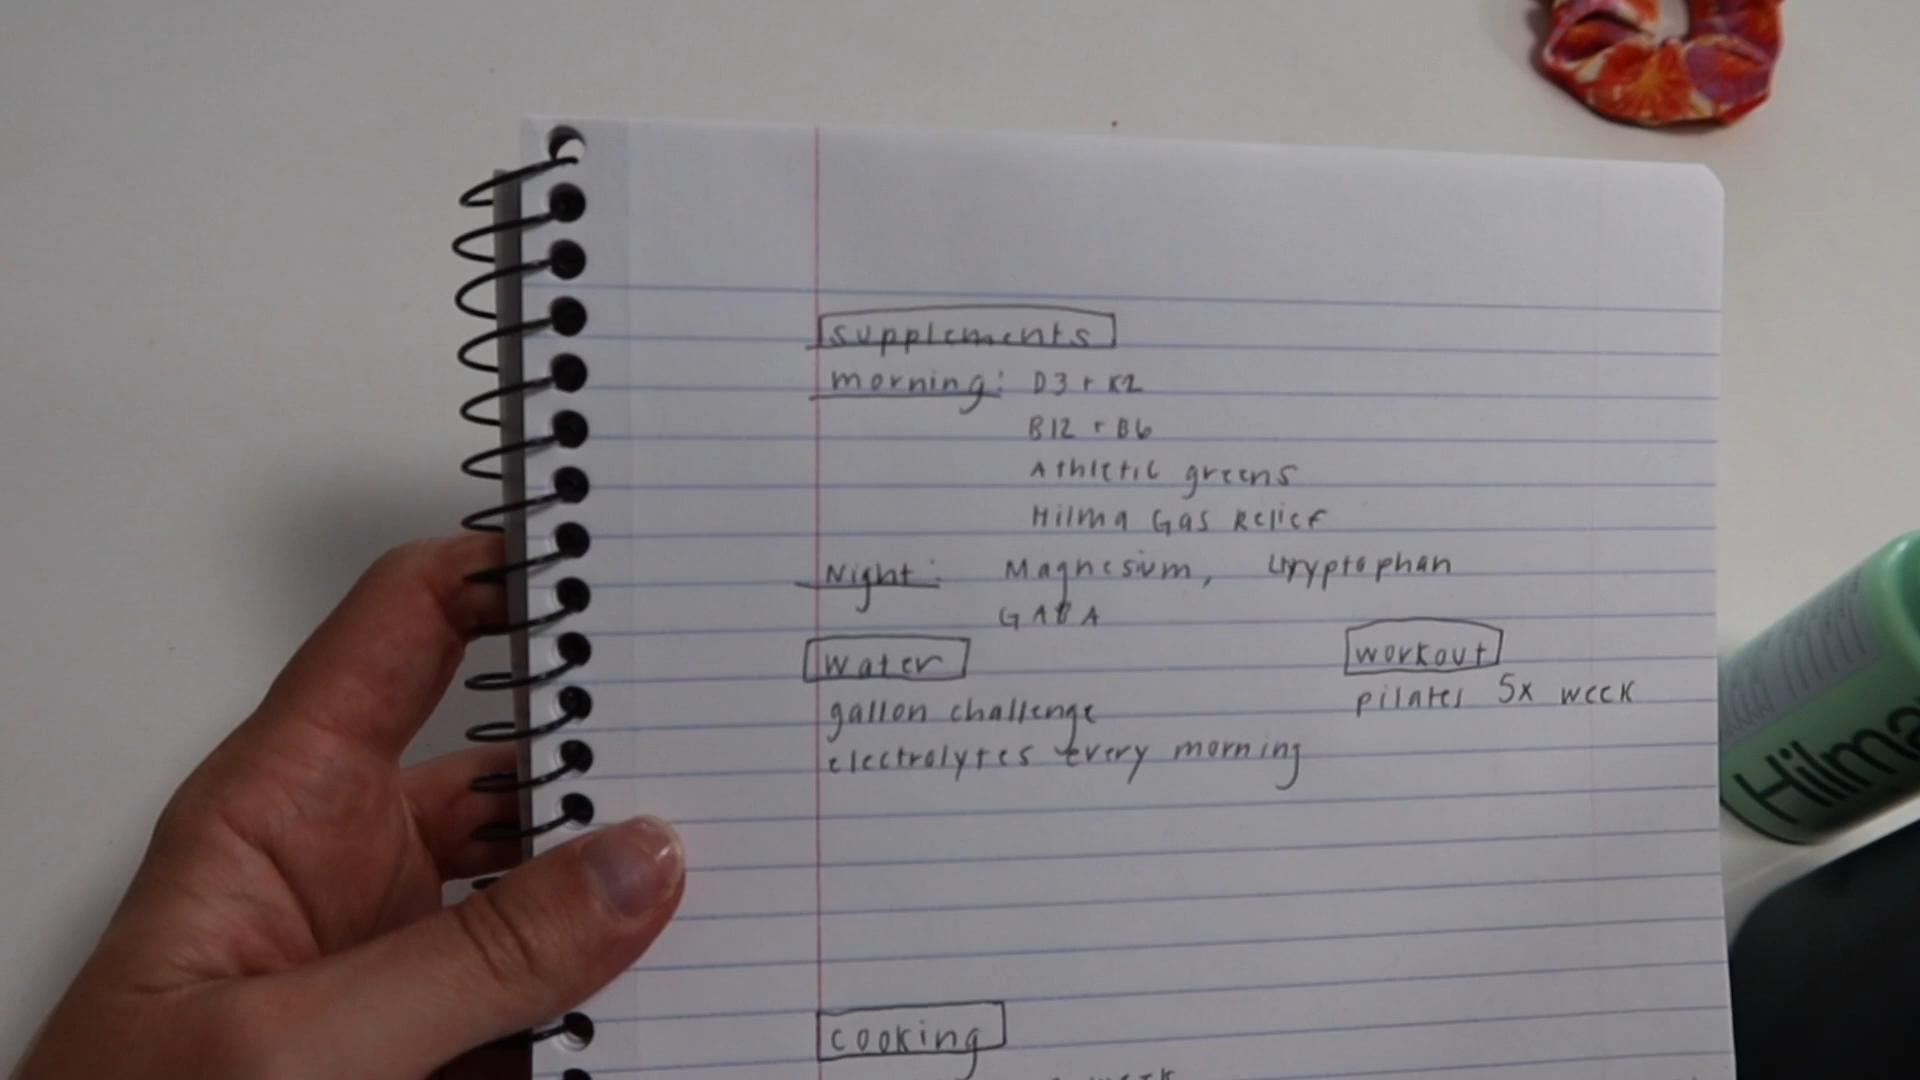 supplements
morning: D3 + K2
B12 + B6
Athletic greens
Hilma Gas Relief
Night: Magnesium,
GABA
water
workout
gallon challenge
pilates 5x week
electrolytes every morning
cooking
week
Hilma